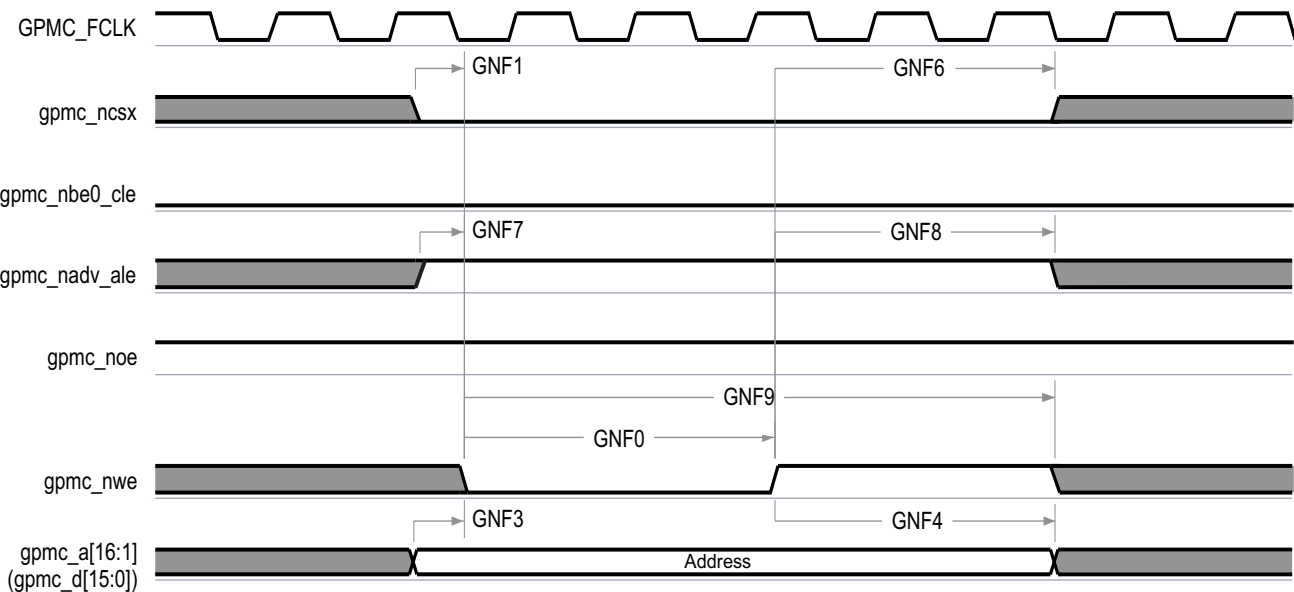 GPMC_FCLK
GNF1
GNF6
gpmc_ncsx
gpmc_nbe0_cle
GNF7
GNF8
gpmc_nadv_ale
gpmc_noe
GNF9
GNF0
gpmc_nwe
GNF3
GNF4
gpmc_a[16:1]
(gpmc_d[15:0])
Address